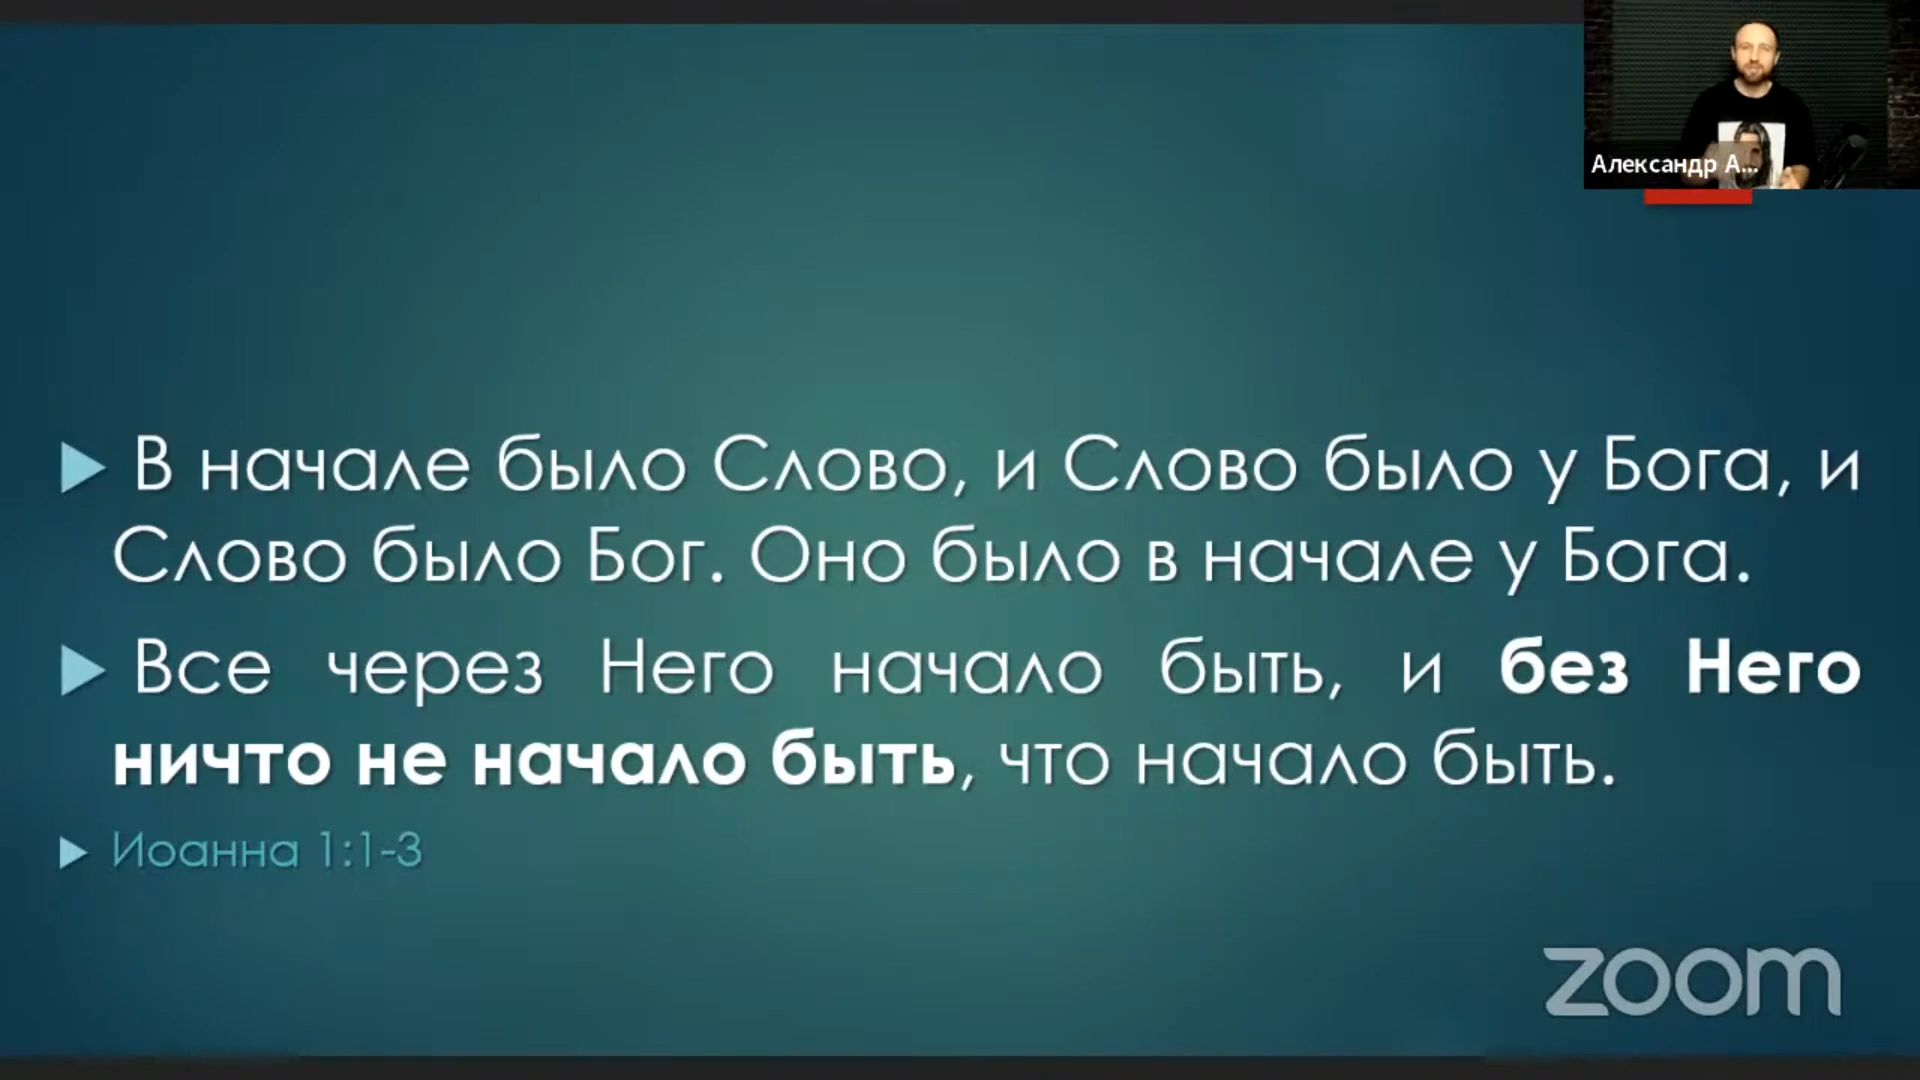 Александр А...
В начале было Слово, и Слово было у Бога, и
Слово было Бог. Оно было в начале у Бога.
Все через Него начало быть, и без Него
ничто не начало быть, что начало быть.
Иоанна 1:1-3
zoom